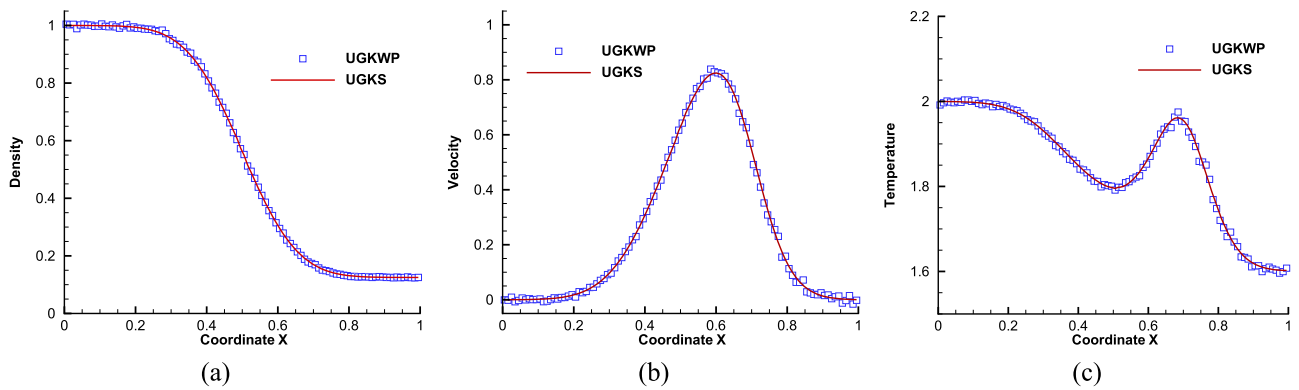 Density
1
0.8
0.6
0.4
0.2
0
0 0.2 0.4 0.6 0.8 1
Coordinate X
UGKWP
UGKS
(a)
Velocity
1
0.8
0.6
0.4
0.2
0
0 0.2 0.4 0.6 0.8 1
Coordinate X
UGKWP
UGKS
(b)
Temperature
2.2
2
1.8
1.6
0 0.2 0.4 0.6 0.8 1
Coordinate X
UGKWP
UGKS
(c)